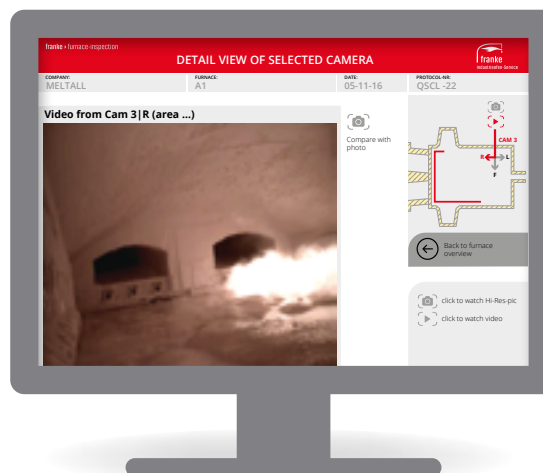 franke › furnace-inspection
DETAIL VIEW OF SELECTED CAMERA
franke
Industrieofen-Service
COMPANY:
MELTALL
FURNACE:
A1
DATE:
05-11-16
PROTOCOL-NR:
QSCL -22
Video from Cam 3|R (area ...)
Compare with
photo
CAM 3
R
L
F
Back to furnace
overview
click to watch Hi-Res-pic
click to watch video